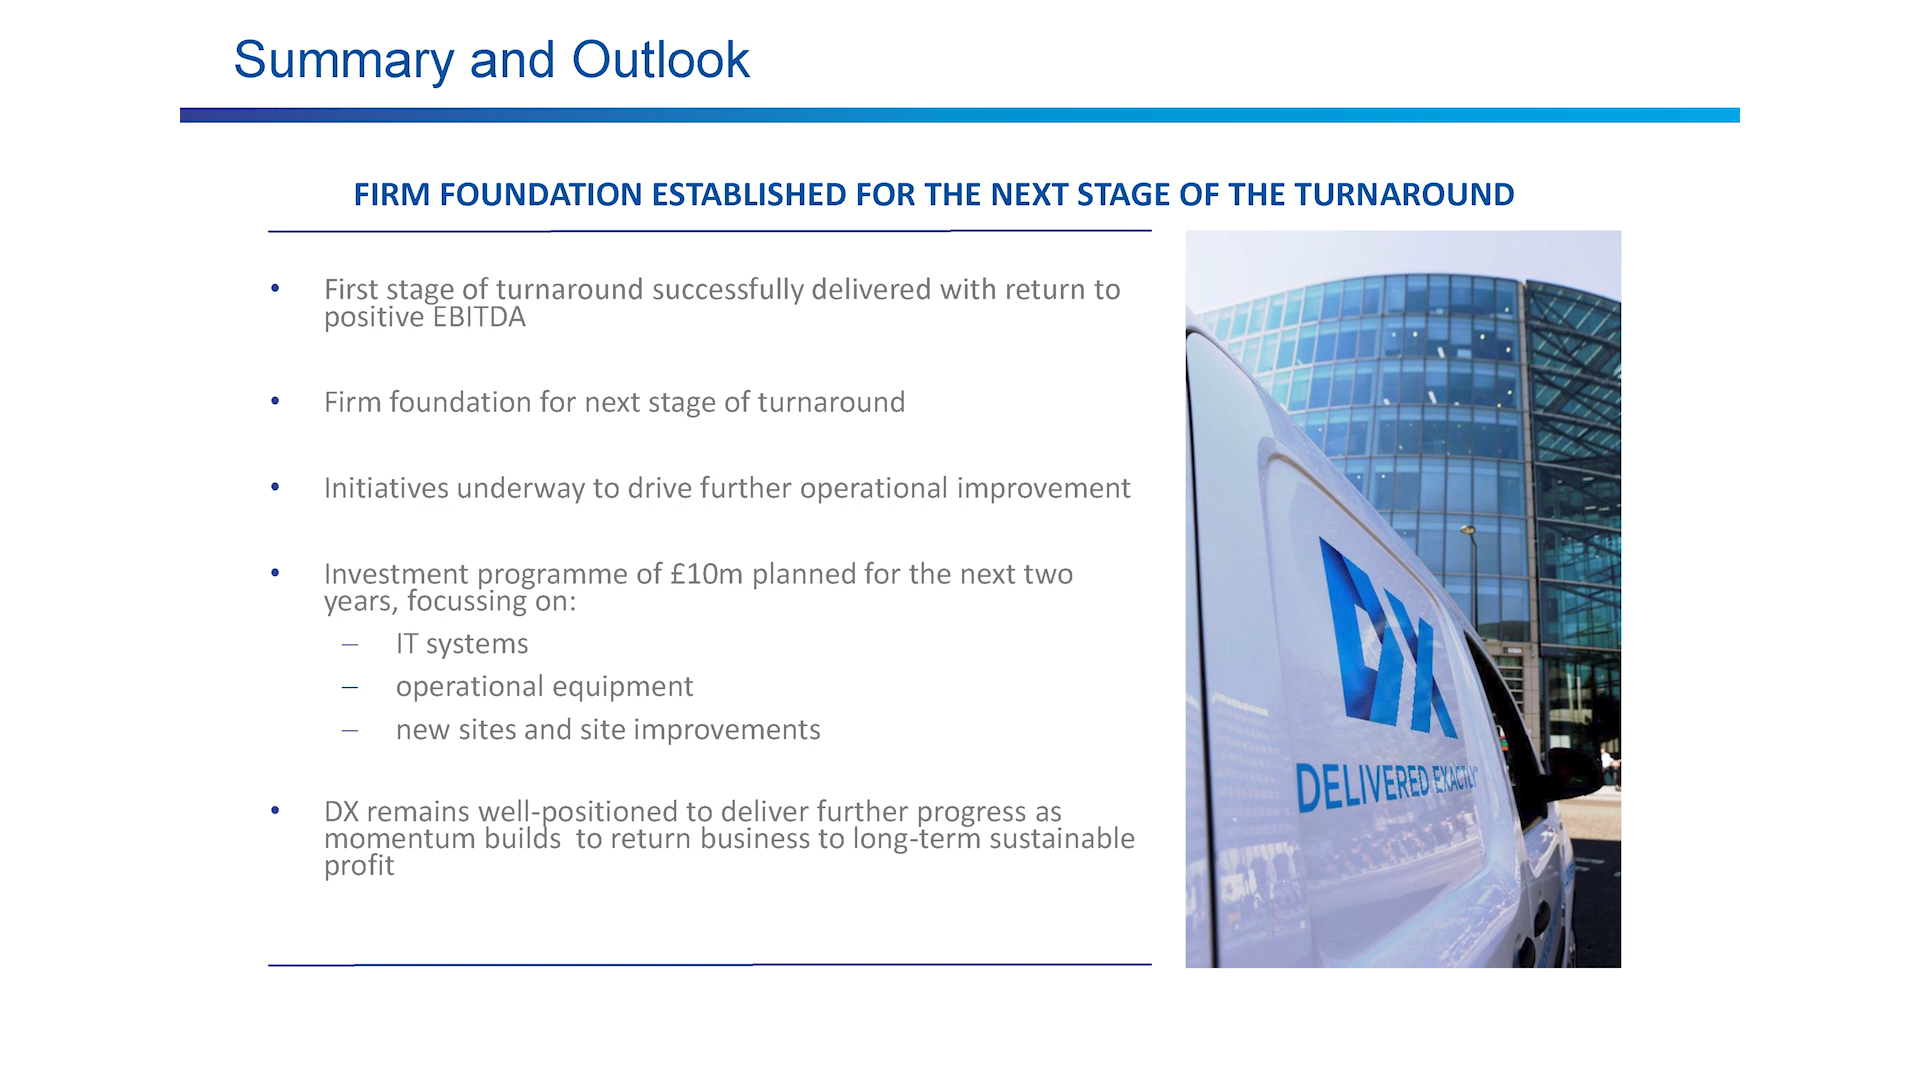 Summary and Outlook
FIRM FOUNDATION ESTABLISHED FOR THE NEXT STAGE OF THE TURNAROUND
• First stage of turnaround successfully delivered with return to
positive EBITDA
• Firm foundation for next stage of turnaround
• Initiatives underway to drive further operational improvement
• Investment programme of £10m planned for the next two
years, focussing on:
– IT systems
– operational equipment
– new sites and site improvements
• DX remains well-positioned to deliver further progress as
momentum builds  to return business to long-term sustainable
profit
DX
DELIVERED EXACTLY